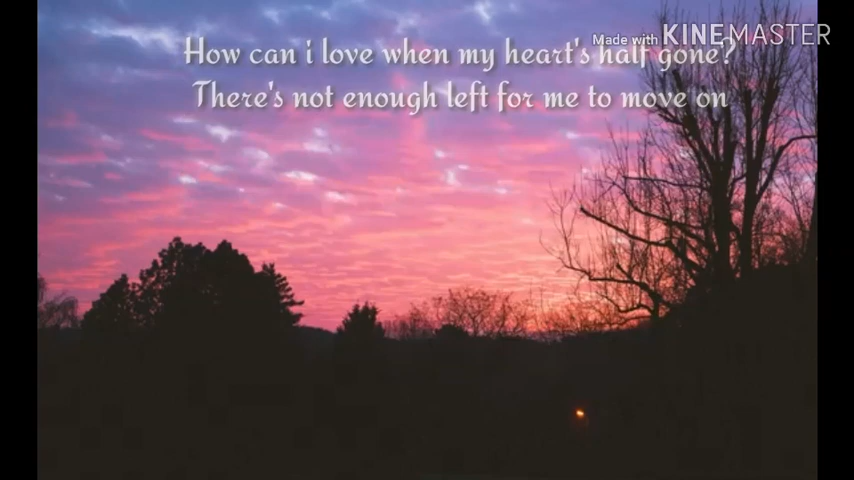 Made with KINEMASTER
How can i love when my heart's half gone?
There's not enough left for me to move on